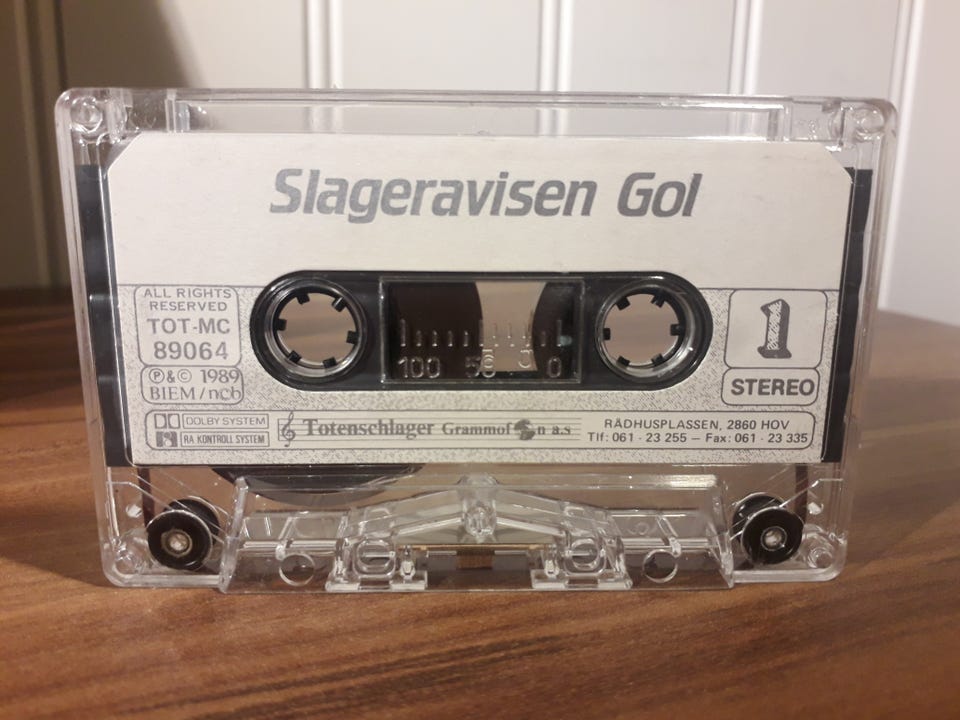 Slageravisen Gol
ALL RIGHTS
RESERVED
TOT-MC
89064
℗ & © 1989
BIEM/ncb
100 50 0
1
STEREO
DOLBY SYSTEM
RA KONTROLL SYSTEM
Totenschlager Grammofon a.s
RÅDHUSPLASSEN, 2860 HOV
Tlf: 061 · 23 255 — Fax: 061 · 23 335